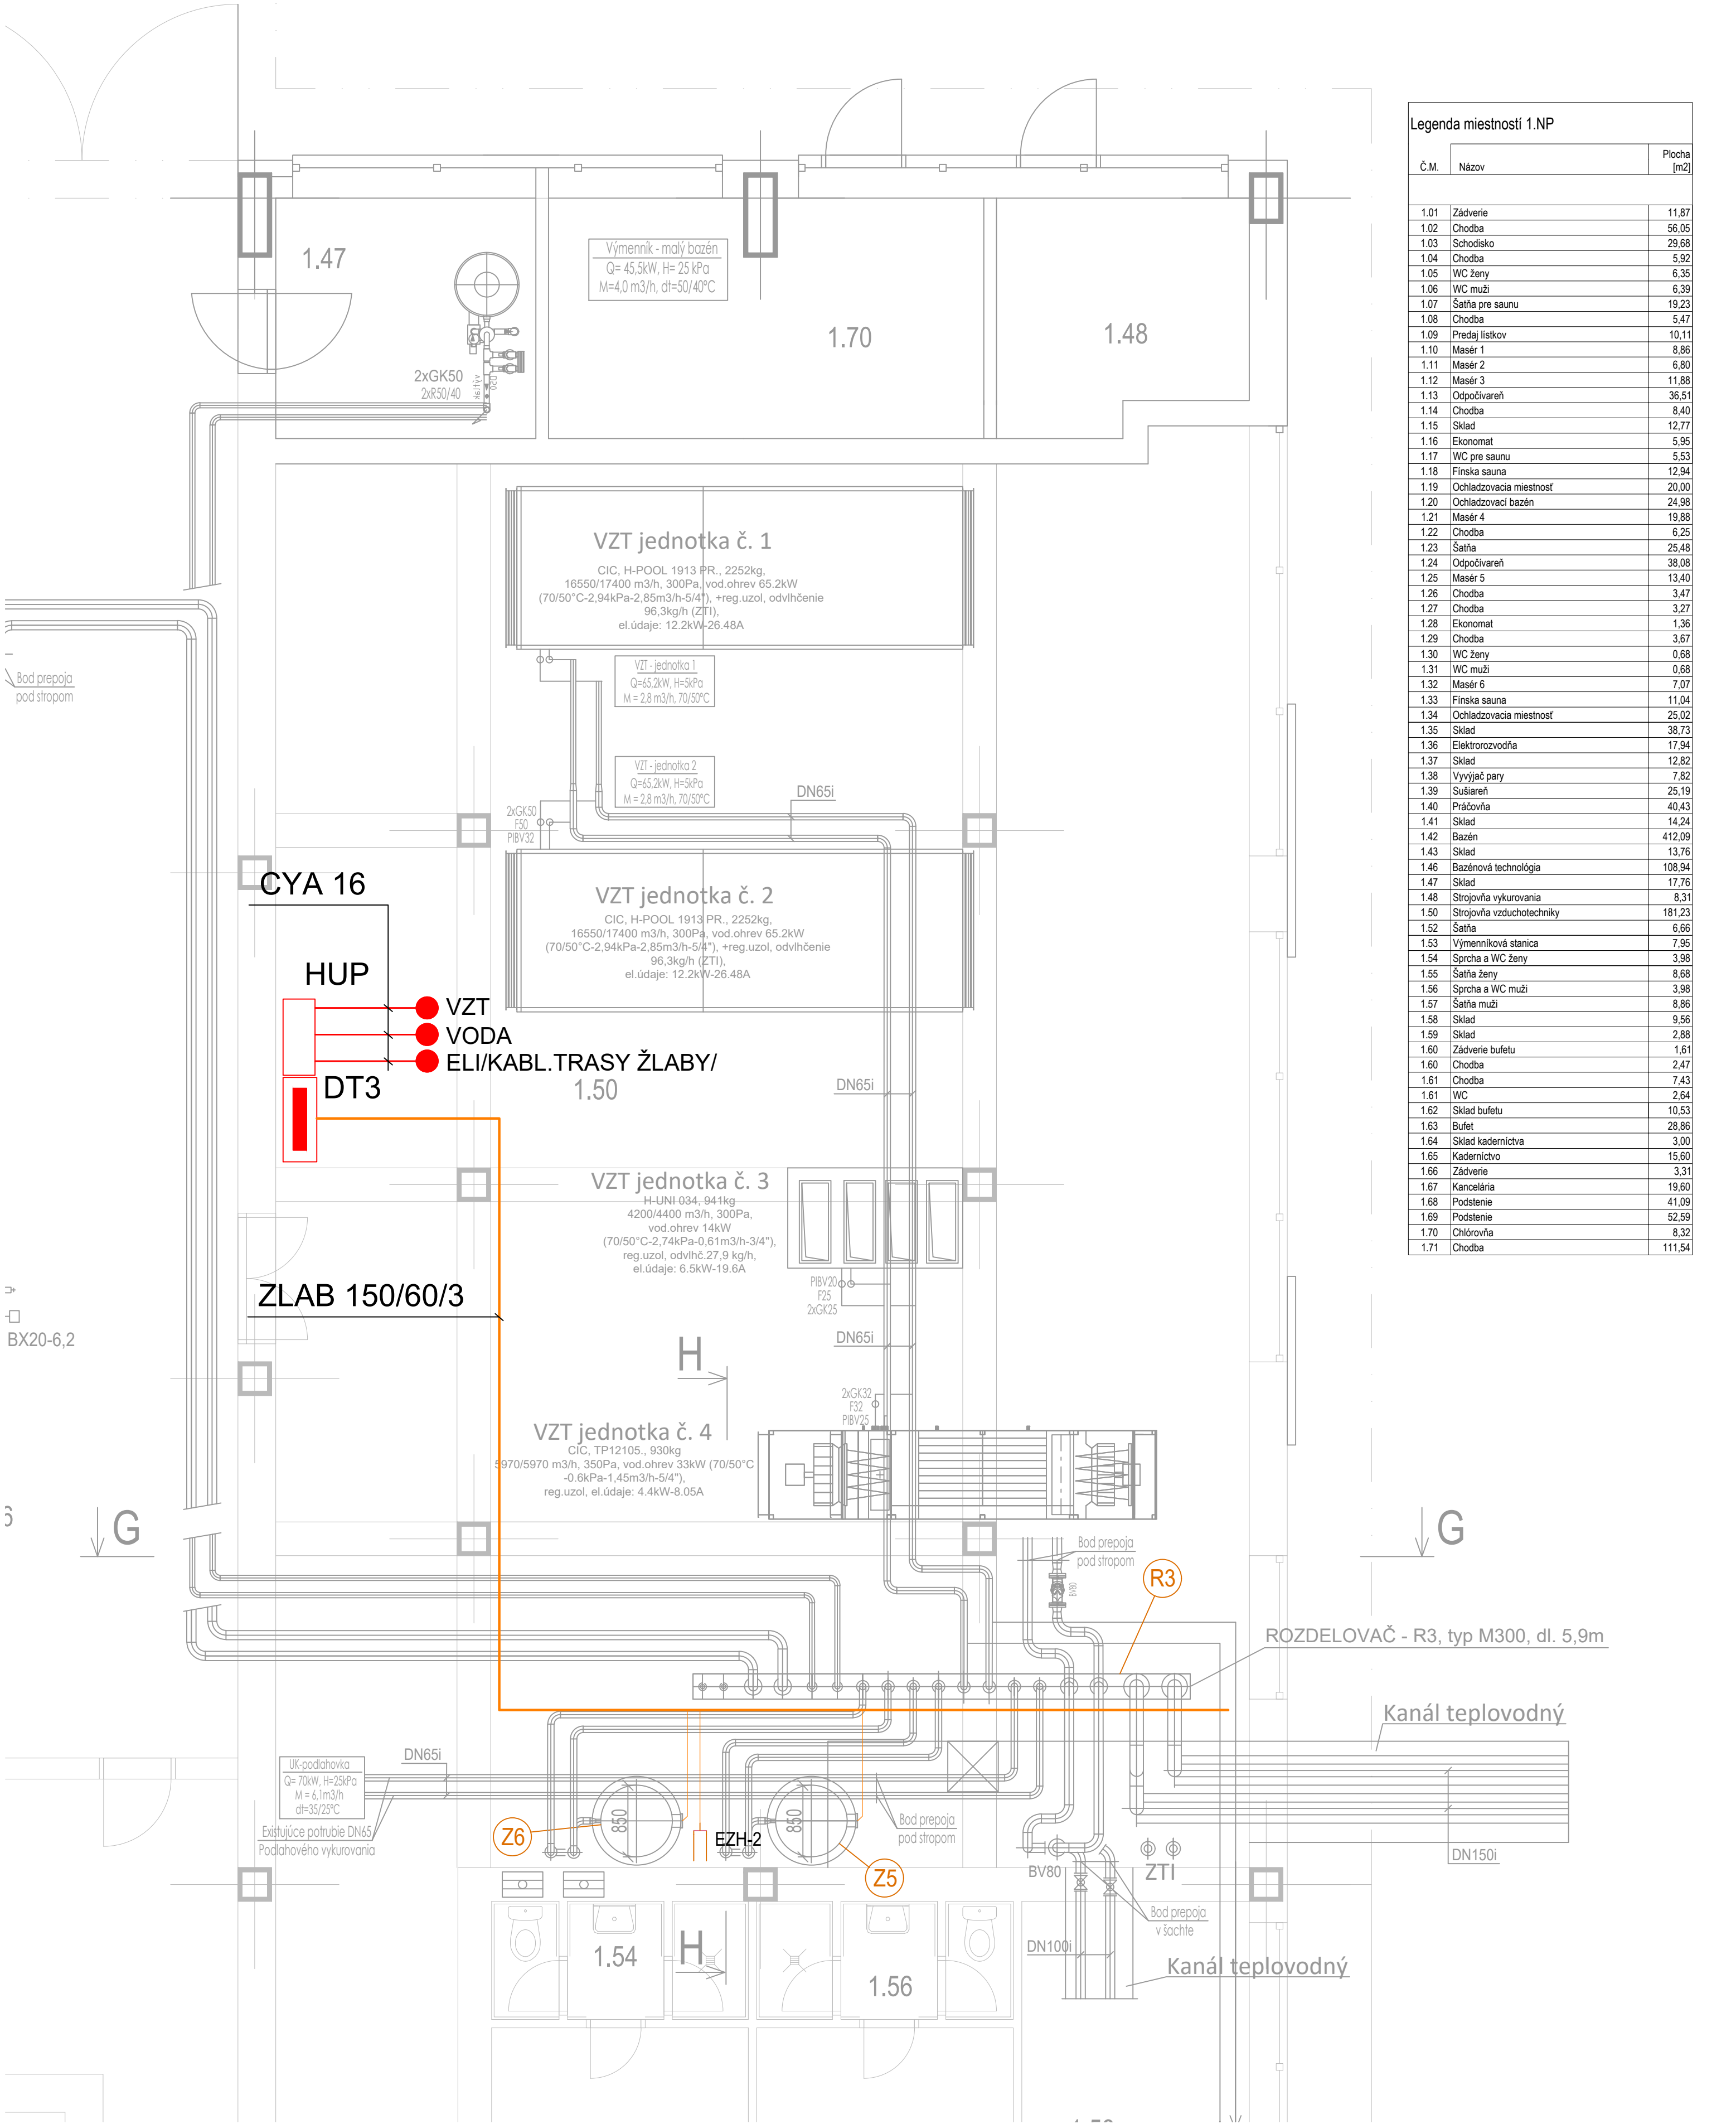 1.47
Výmenník - malý bazén
Q= 45,5kW, H= 25 kPa
M=4,0 m3/h, dt=50/40°C
1.70
1.48
2xGK50
2xR50/40
výtlak
D50
VZT jednotka č. 1
CIC, H-POOL 1913 PR., 2252kg,
16550/17400 m3/h, 300Pa, vod.ohrev 65.2kW
(70/50°C-2,94kPa-2,85m3/h-5/4"), +reg.uzol, odvlhčenie
96,3kg/h (ZTI),
el.údaje: 12.2kW-26.48A
Bod prepoja
pod stropom
VZT - jednotka 1
Q=65,2kW, H=5kPa
M = 2,8 m3/h, 70/50°C
VZT - jednotka 2
Q=65,2kW, H=5kPa
M = 2,8 m3/h, 70/50°C
DN65i
2xGK50
F50
PIBV32
CYA 16
VZT jednotka č. 2
CIC, H-POOL 1913 PR., 2252kg,
16550/17400 m3/h, 300Pa, vod.ohrev 65.2kW
(70/50°C-2,94kPa-2,85m3/h-5/4"), +reg.uzol, odvlhčenie
96,3kg/h (ZTI),
el.údaje: 12.2kW-26.48A
HUP
VZT
VODA
ELI/KABL.TRASY ŽLABY/
DT3
1.50
DN65i
VZT jednotka č. 3
H-UNI 034, 941kg
4200/4400 m3/h, 300Pa,
vod.ohrev 14kW
(70/50°C-2,74kPa-0,61m3/h-3/4"),
reg.uzol, odvlhč.27,9 kg/h,
el.údaje: 6.5kW-19.6A
PIBV20
F25
2xGK25
ZLAB 150/60/3
BX20-6,2
DN65i
H
2xGK32
F32
PIBV25
VZT jednotka č. 4
CIC, TP12105., 930kg
5970/5970 m3/h, 350Pa, vod.ohrev 33kW (70/50°C
-0.6kPa-1,45m3/h-5/4"),
reg.uzol, el.údaje: 4.4kW-8.05A
G
G
Bod prepoja
pod stropom
BV80
R3
ROZDELOVAČ - R3, typ M300, dl. 5,9m
Kanál teplovodný
DN65i
UK-podlahovka
Q= 70kW, H=25kPa
M = 6,1m3/h
dt=35/25°C
Existujúce potrubie DN65
Podlahového vykurovania
Z6
850
EZH-2
850
Z5
Bod prepoja
pod stropom
BV80
ZTI
DN150i
Bod prepoja
v šachte
DN100i
Kanál teplovodný
1.54
H
1.56
Legenda miestností 1.NP
Č.M. Názov Plocha [m2]
1.01 Zádverie 11,87
1.02 Chodba 56,05
1.03 Schodisko 29,68
1.04 Chodba 5,92
1.05 WC ženy 6,35
1.06 WC muži 6,39
1.07 Šatňa pre saunu 19,23
1.08 Chodba 5,47
1.09 Predaj lístkov 10,11
1.10 Masér 1 8,86
1.11 Masér 2 6,80
1.12 Masér 3 11,88
1.13 Odpočívareň 36,51
1.14 Chodba 8,40
1.15 Sklad 12,77
1.16 Ekonomat 5,95
1.17 WC pre saunu 5,53
1.18 Fínska sauna 12,94
1.19 Ochladzovacia miestnosť 20,00
1.20 Ochladzovací bazén 24,98
1.21 Masér 4 19,88
1.22 Chodba 6,25
1.23 Šatňa 25,48
1.24 Odpočívareň 38,08
1.25 Masér 5 13,40
1.26 Chodba 3,47
1.27 Chodba 3,27
1.28 Ekonomat 1,36
1.29 Chodba 3,67
1.30 WC ženy 0,68
1.31 WC muži 0,68
1.32 Masér 6 7,07
1.33 Fínska sauna 11,04
1.34 Ochladzovacia miestnosť 25,02
1.35 Sklad 38,73
1.36 Elektrorozvodňa 17,94
1.37 Sklad 12,82
1.38 Vyvýjač pary 7,82
1.39 Sušiareň 25,19
1.40 Práčovňa 40,43
1.41 Sklad 14,24
1.42 Bazén 412,09
1.43 Sklad 13,76
1.46 Bazénová technológia 108,94
1.47 Sklad 17,76
1.48 Strojovňa vykurovania 8,31
1.50 Strojovňa vzduchotechniky 181,23
1.52 Šatňa 6,66
1.53 Výmenníková stanica 7,95
1.54 Sprcha a WC ženy 3,98
1.55 Šatňa ženy 8,68
1.56 Sprcha a WC muži 3,98
1.57 Šatňa muži 8,86
1.58 Sklad 9,56
1.59 Sklad 2,88
1.60 Zádverie bufetu 1,61
1.60 Chodba 2,47
1.61 Chodba 7,43
1.61 WC 2,64
1.62 Sklad bufetu 10,53
1.63 Bufet 28,86
1.64 Sklad kaderníctva 3,00
1.65 Kaderníctvo 15,60
1.66 Zádverie 3,31
1.67 Kancelária 19,60
1.68 Podstenie 41,09
1.69 Podstenie 52,59
1.70 Chlórovňa 8,32
1.71 Chodba 111,54